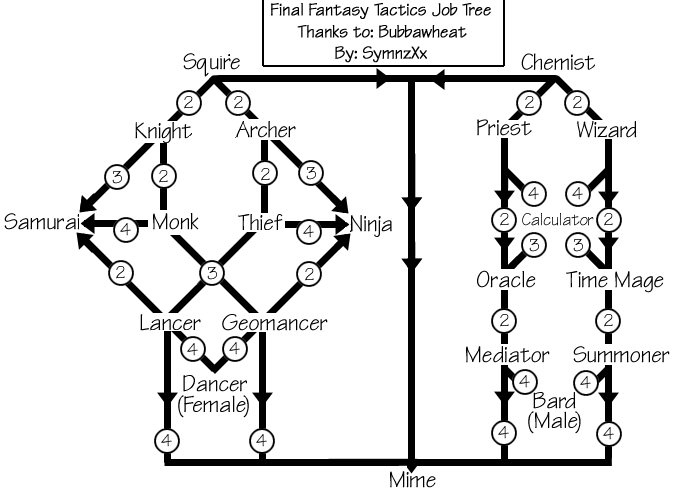 Final Fantasy Tactics Job Tree
Thanks to: Bubbawheat
By: SymnzXx
Squire
Chemist
2
2
2
2
Knight
Archer
Priest
Wizard
3
2
2
3
4
4
Samurai
4
Monk
Thief
4
Ninja
2
Calculator
2
3
3
2
3
2
Oracle
Time Mage
Lancer
Geomancer
2
2
4
4
Mediator
Summoner
Dancer
(Female)
4
4
Bard
(Male)
4
4
4
4
Mime